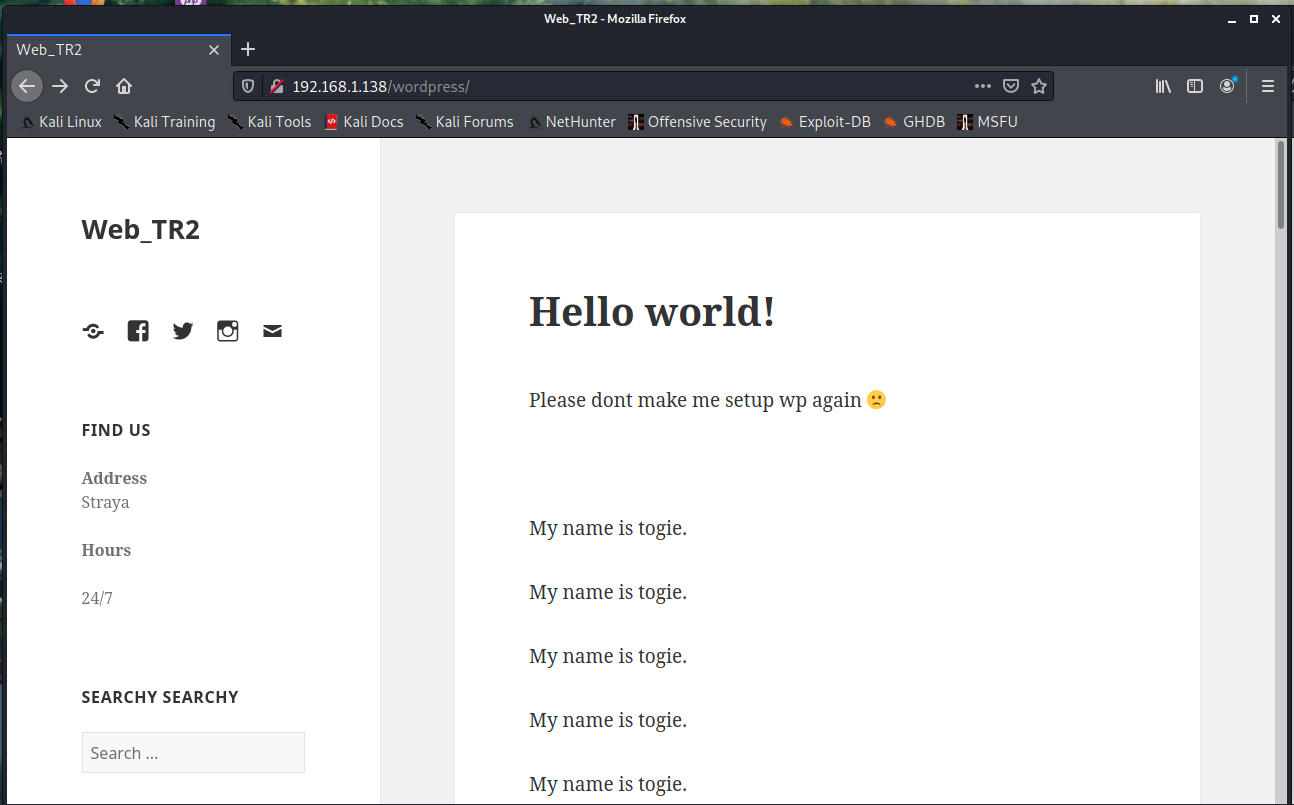 Web_TR2 - Mozilla Firefox
Web_TR2
192.168.1.138/wordpress/
Kali Linux Kali Training Kali Tools Kali Docs Kali Forums NetHunter Offensive Security Exploit-DB GHDB MSFU
Web_TR2
FIND US
Address
Straya
Hours
24/7
SEARCHY SEARCHY
Search ...
Hello world!
Please dont make me setup wp again
My name is togie.
My name is togie.
My name is togie.
My name is togie.
My name is togie.